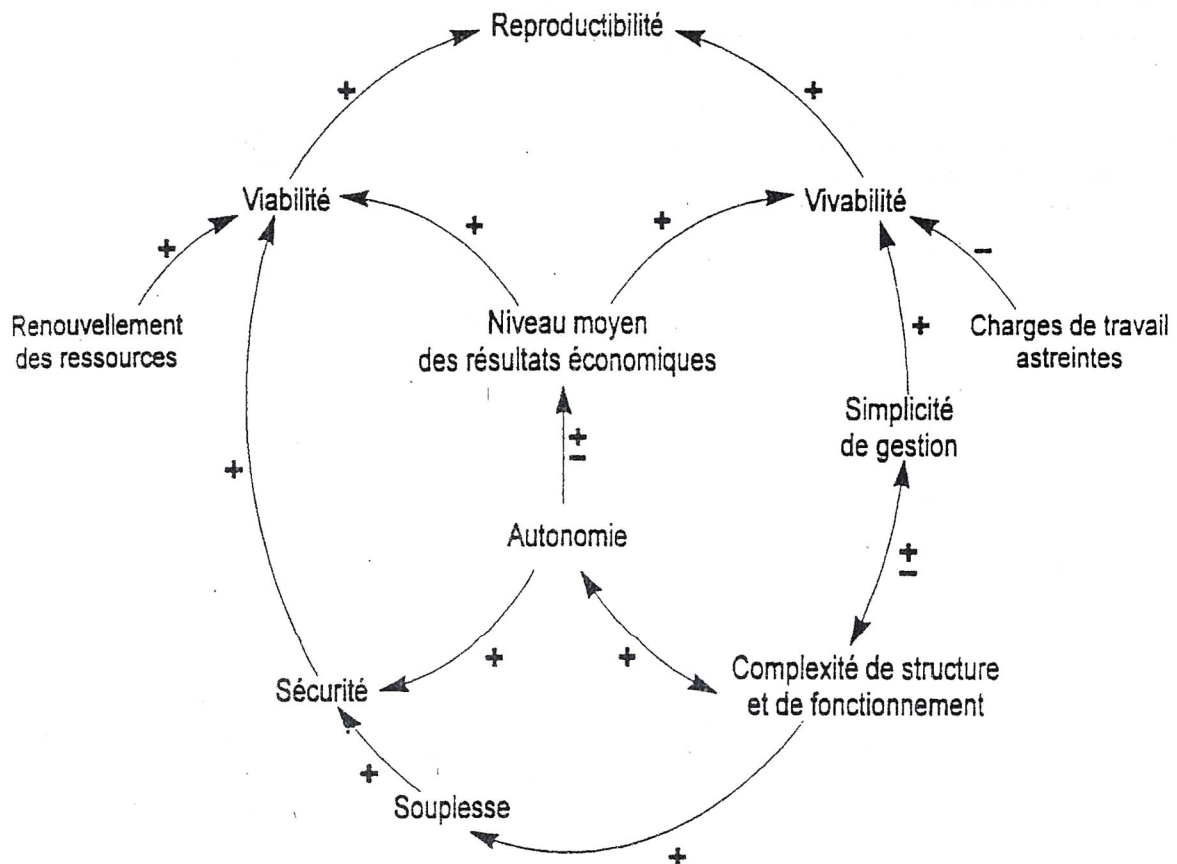 Reproductibilité
+
+
Viabilité
Vivabilité
+
+
+
−
Renouvellement
des ressources
Niveau moyen
des résultats économiques
+
Charges de travail
astreintes
Simplicité
de gestion
+
−
+
Autonomie
+
−
+
+
Sécurité
Complexité de structure
et de fonctionnement
+
Souplesse
+